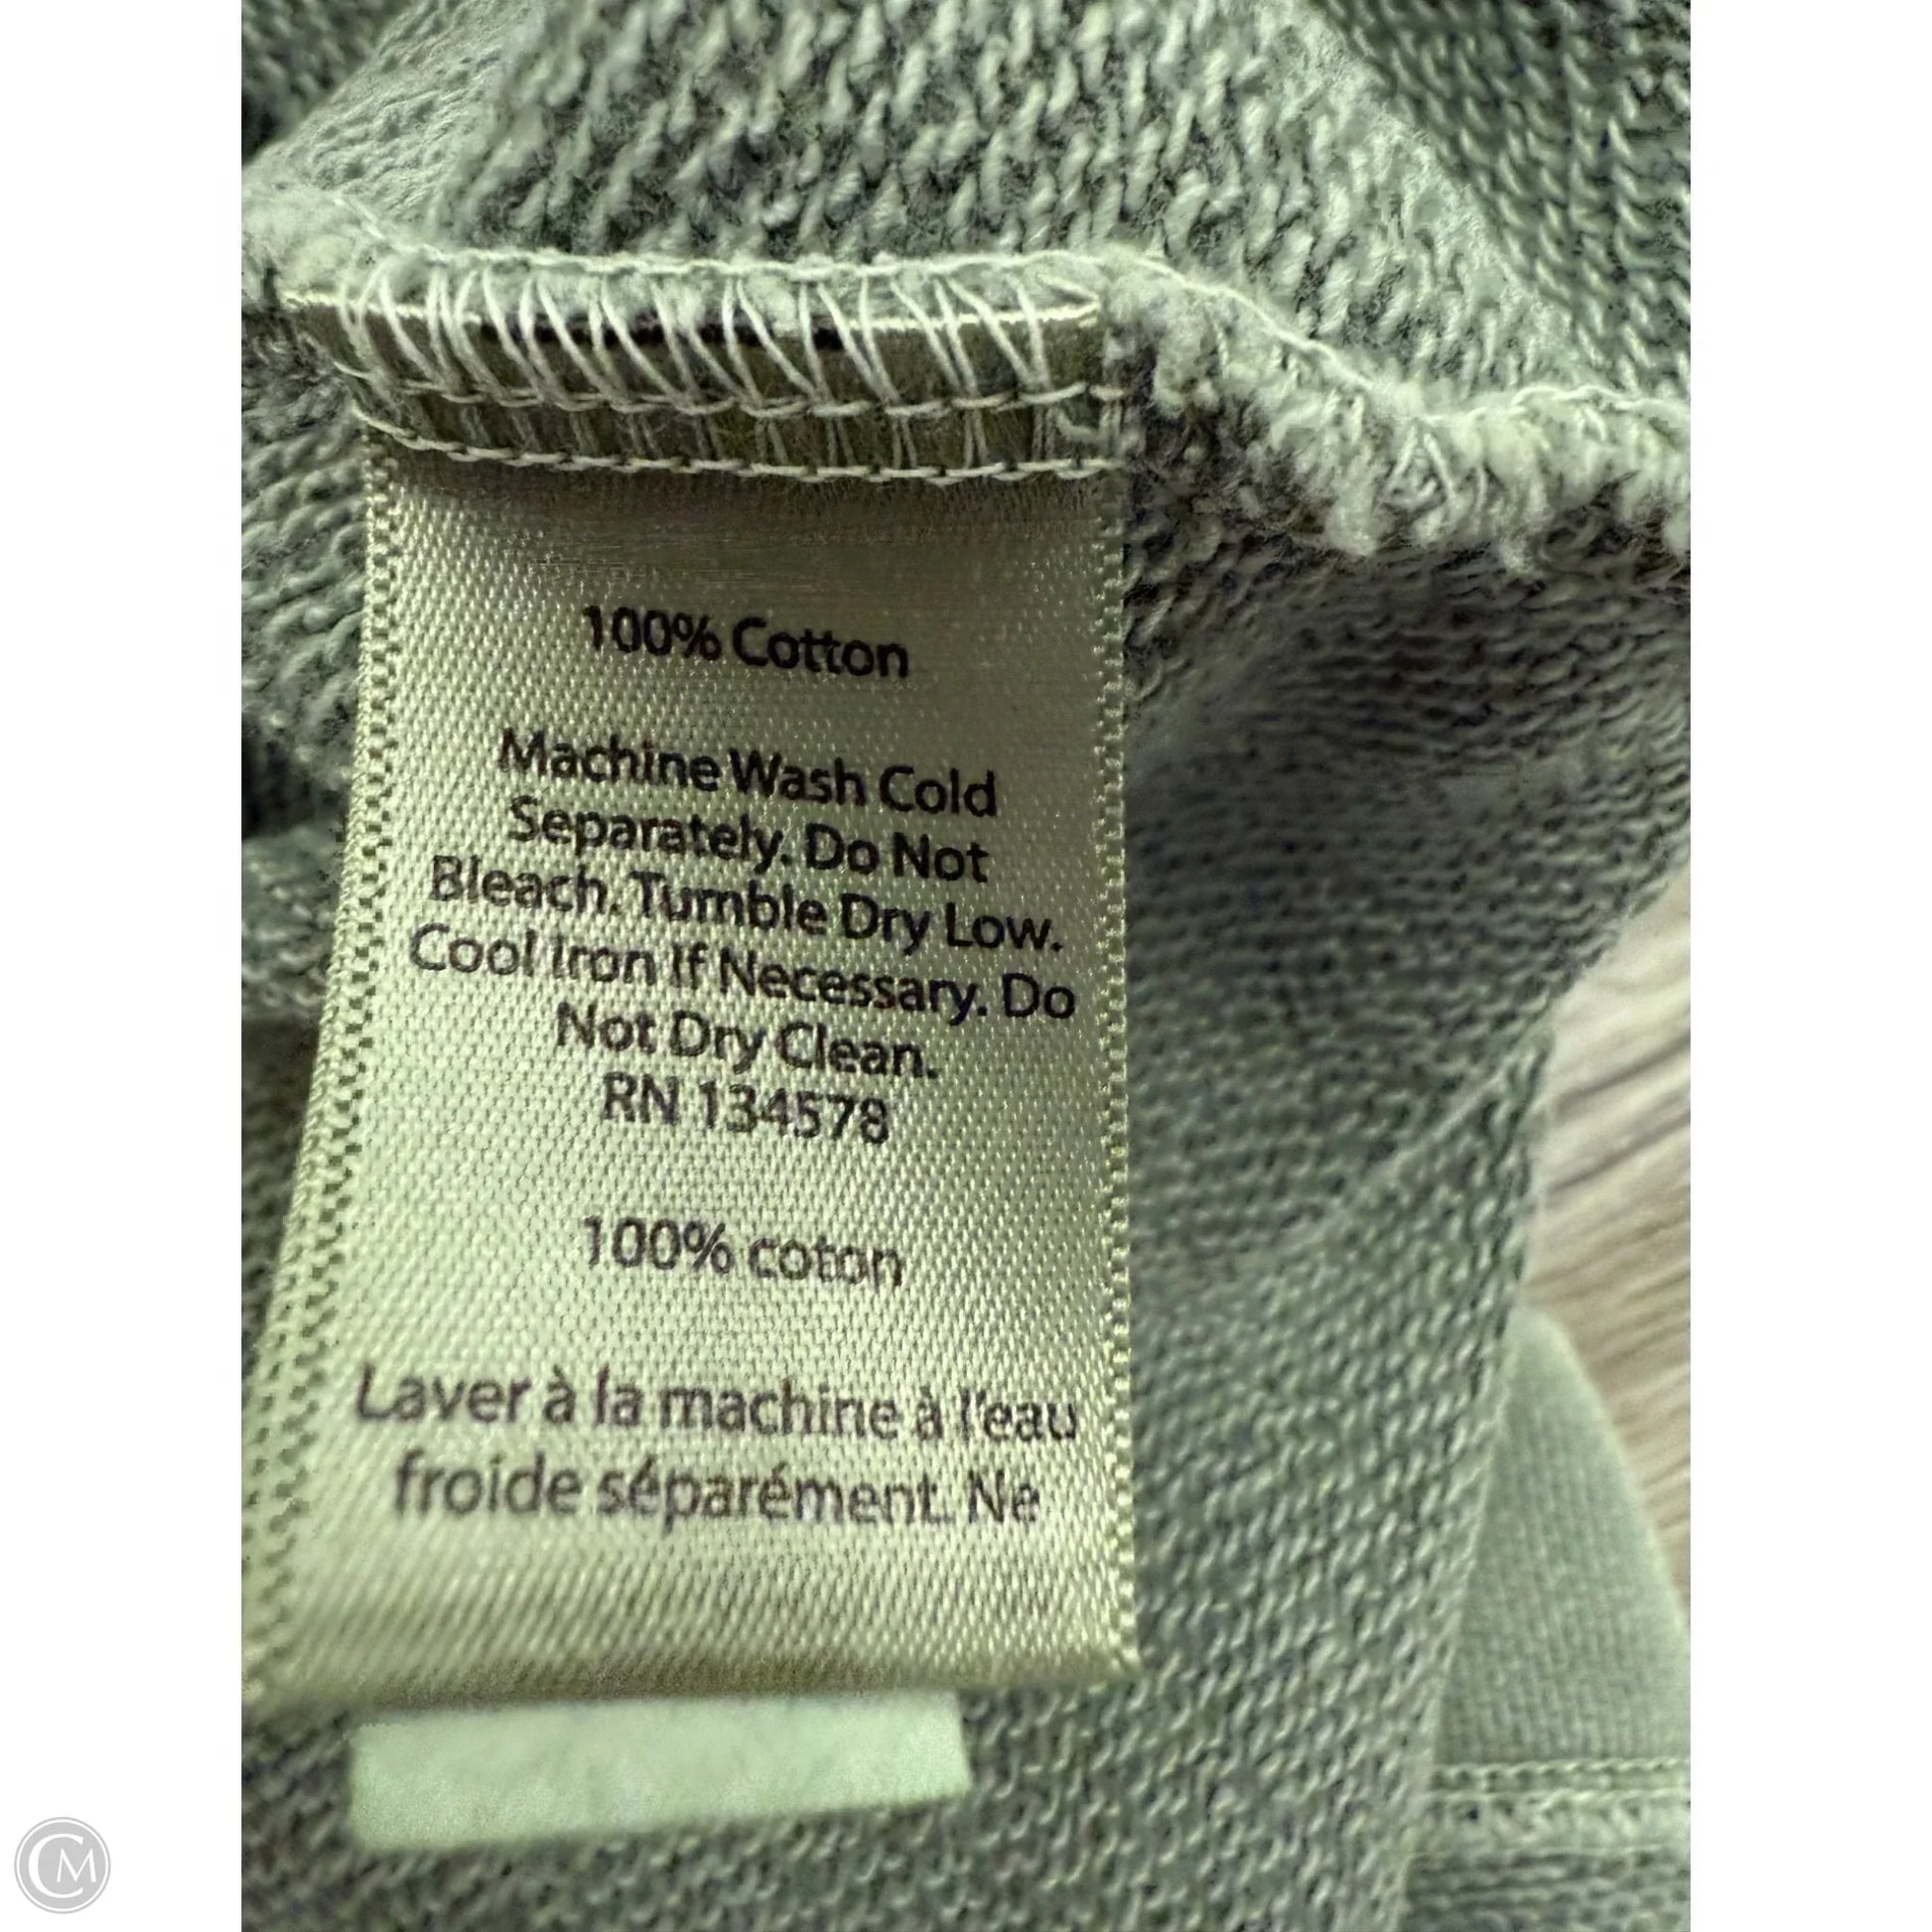 100% Cotton
Machine Wash Cold
Separately. Do Not
Bleach. Tumble Dry Low.
Cool Iron If Necessary. Do
Not Dry Clean.
RN 134578
100% coton
Laver à la machine à l'eau
froide séparément. Ne
CM